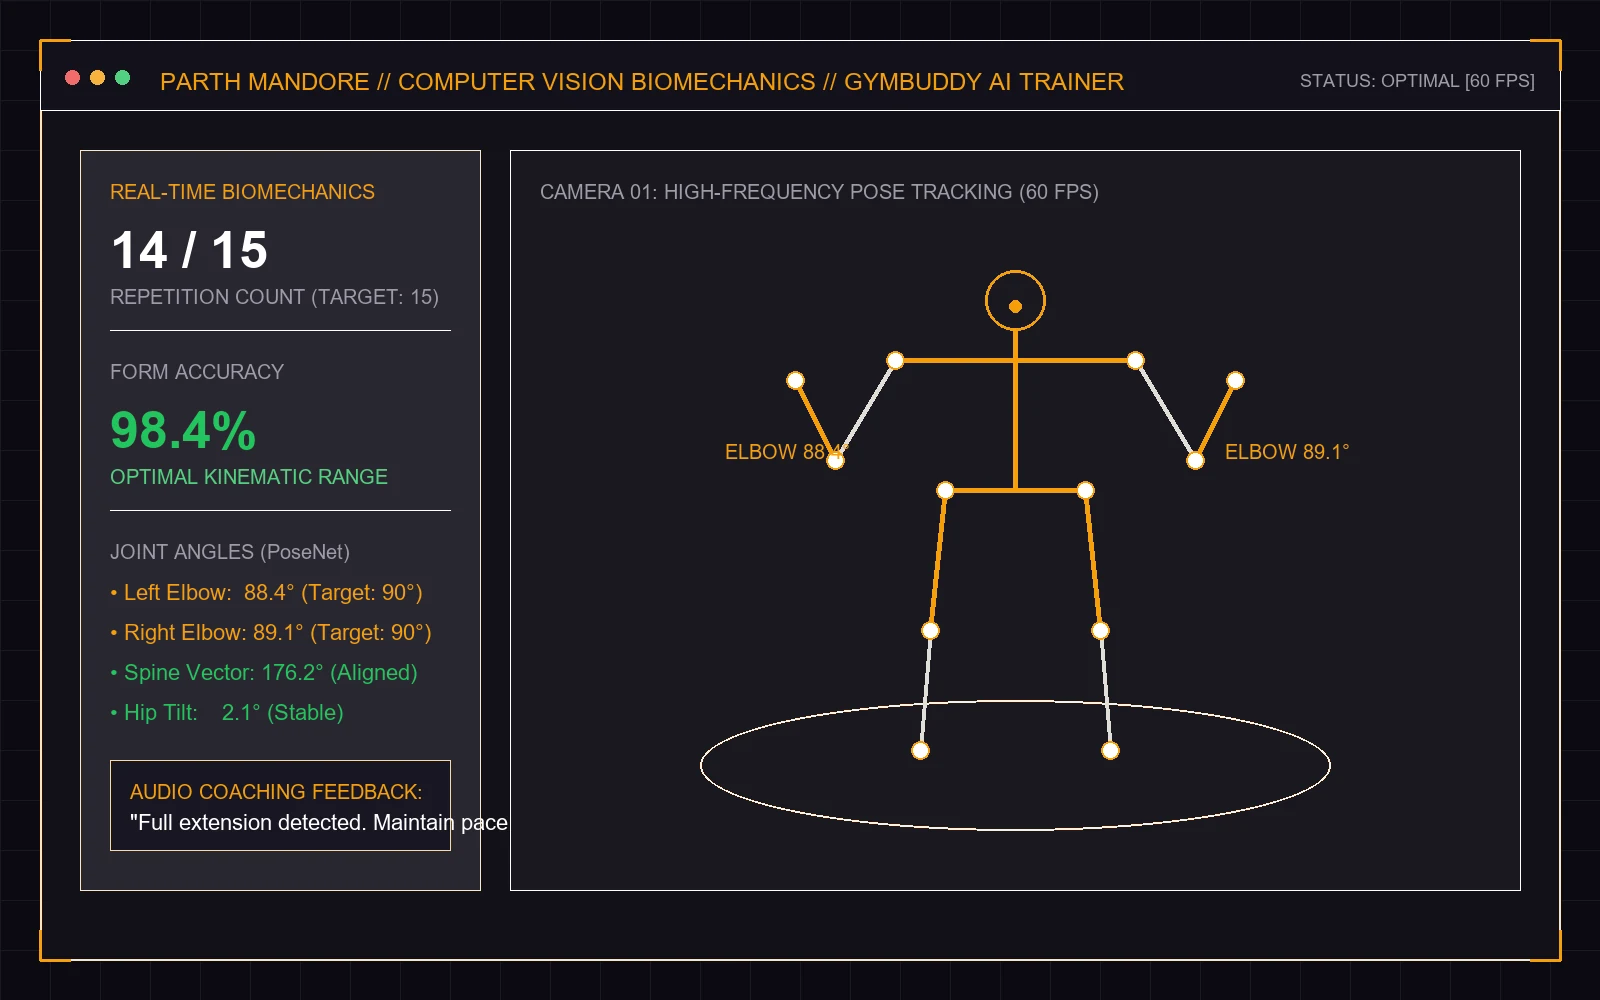 PARTH MANDORE // COMPUTER VISION BIOMECHANICS // GYMBUDDY AI TRAINER
STATUS: OPTIMAL [60 FPS]
REAL-TIME BIOMECHANICS
14 / 15
REPETITION COUNT (TARGET: 15)
FORM ACCURACY
98.4%
OPTIMAL KINEMATIC RANGE
JOINT ANGLES (PoseNet)
• Left Elbow: 88.4° (Target: 90°)
• Right Elbow: 89.1° (Target: 90°)
• Spine Vector: 176.2° (Aligned)
• Hip Tilt: 2.1° (Stable)
AUDIO COACHING FEEDBACK:
"Full extension detected. Maintain pace
CAMERA 01: HIGH-FREQUENCY POSE TRACKING (60 FPS)
ELBOW 88.4°
ELBOW 89.1°